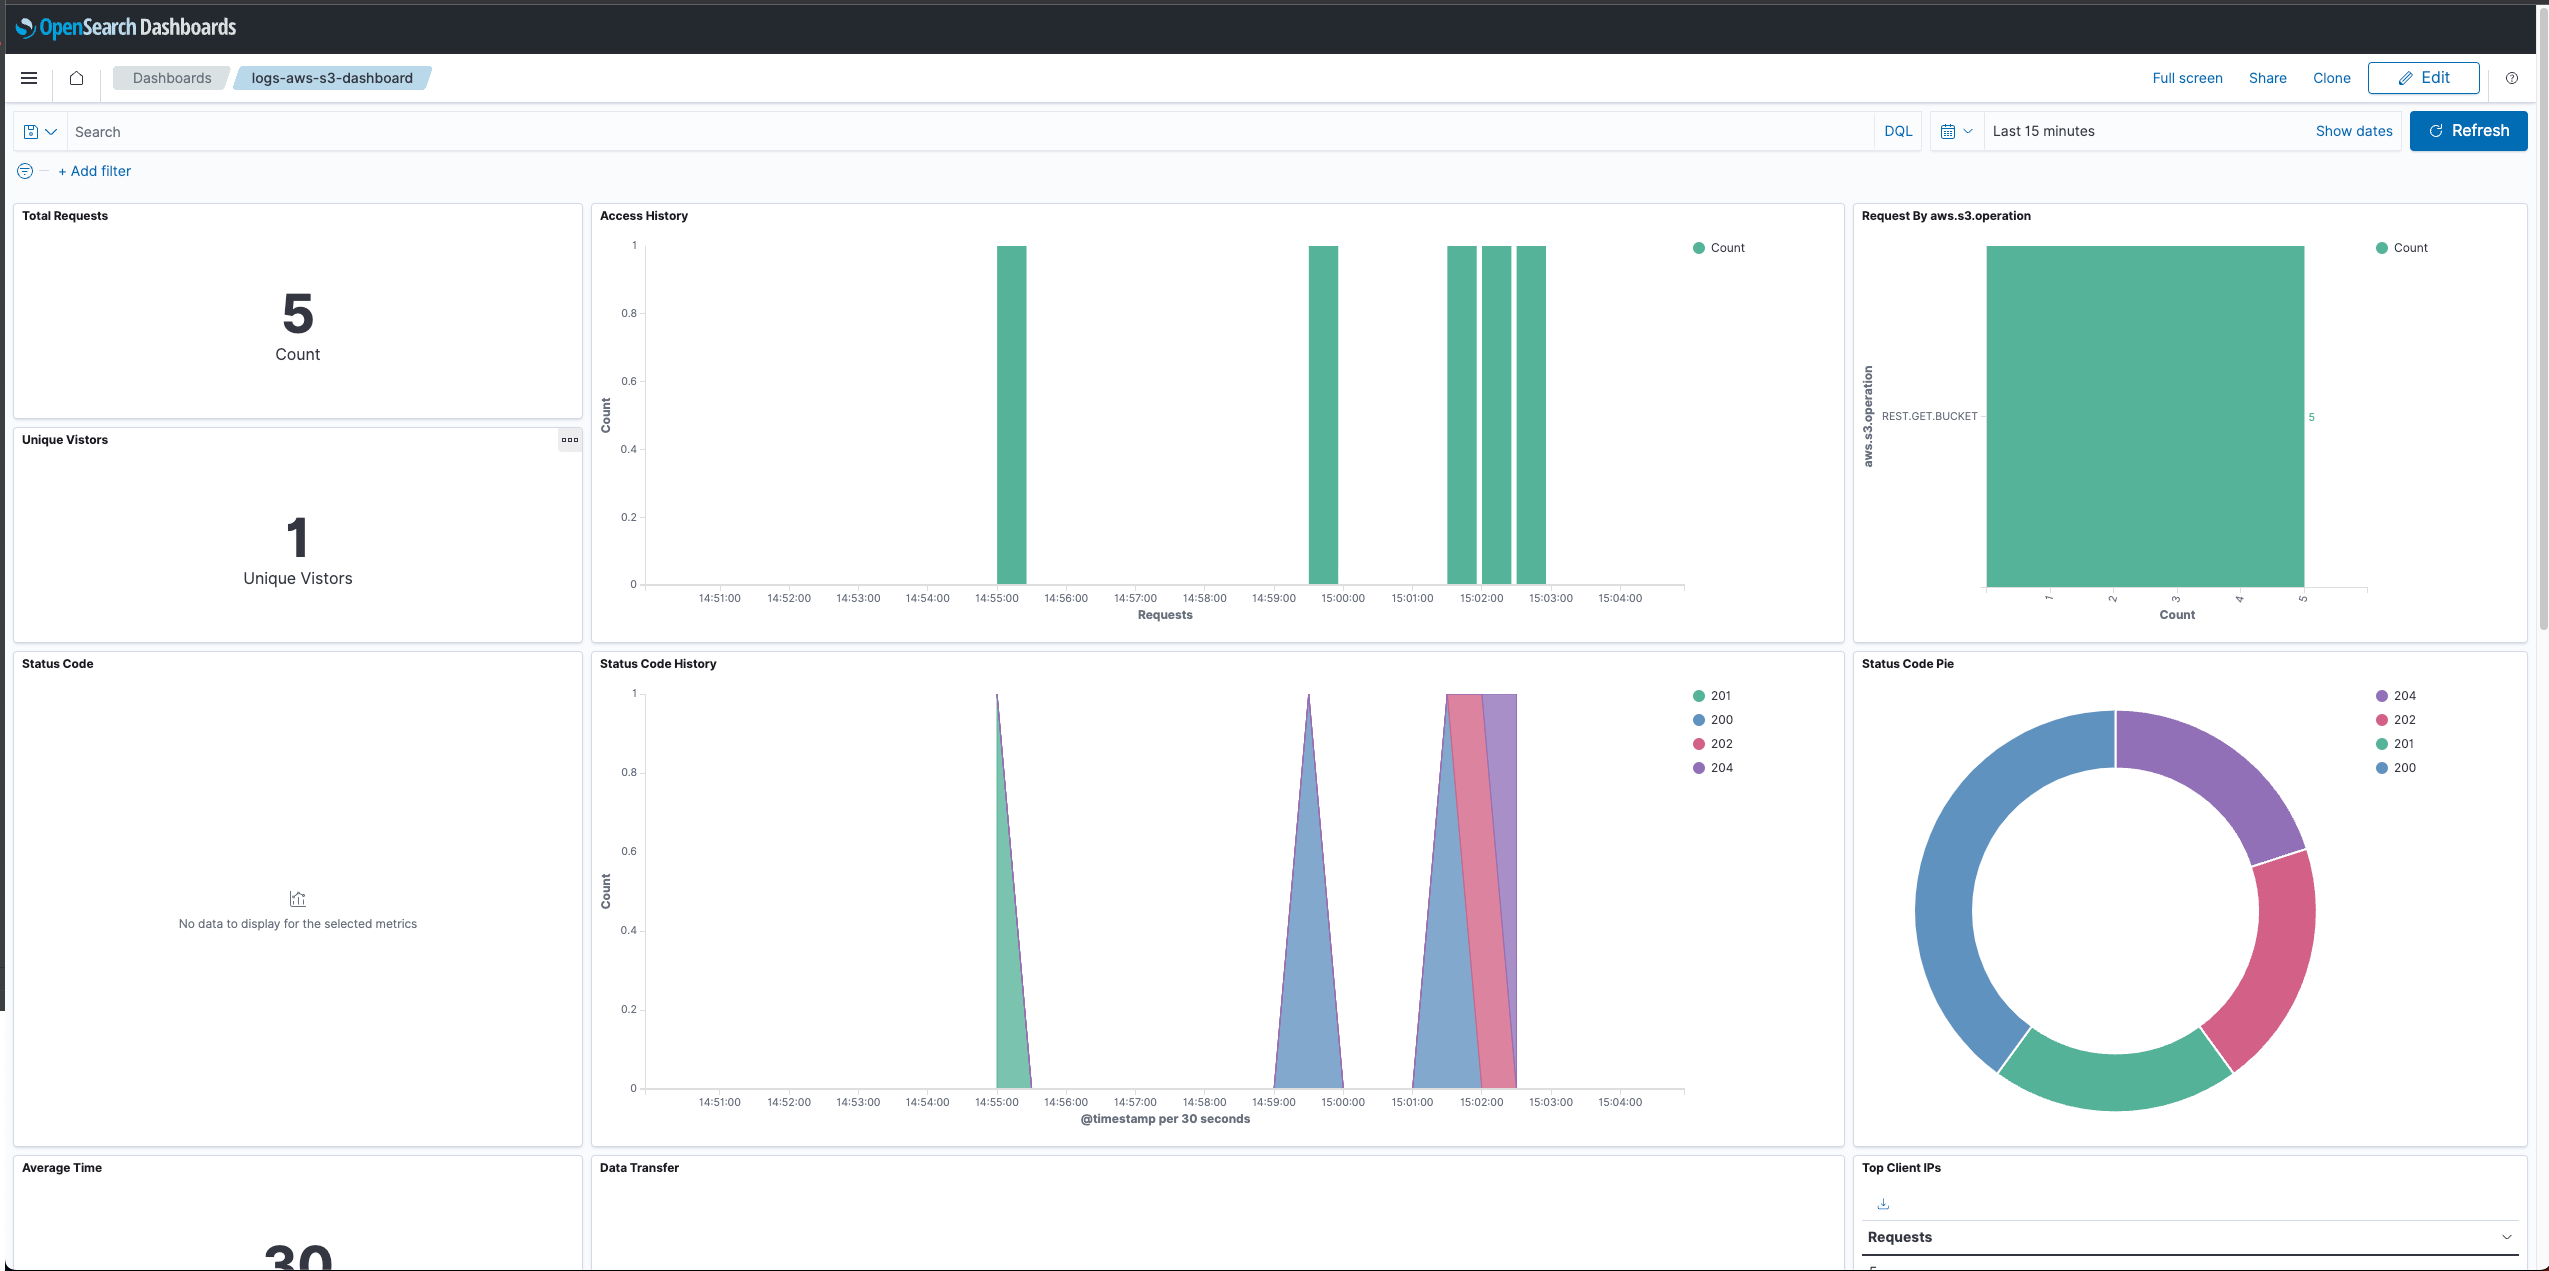 OpenSearch Dashboards
Dashboards
logs-aws-s3-dashboard
Full screen
Share
Clone
Edit
Search
DQL
Last 15 minutes
Show dates
Refresh
+ Add filter
Total Requests
5
Count
Unique Vistors
1
Unique Vistors
Access History
1
0.8
0.6
0.4
0.2
0
Count
14:51:00 14:52:00 14:53:00 14:54:00 14:55:00 14:56:00 14:57:00 14:58:00 14:59:00 15:00:00 15:01:00 15:02:00 15:03:00 15:04:00
Requests
Count
Request By aws.s3.operation
Count
aws.s3.operation
REST.GET.BUCKET
5
1 2 3 4 5
Count
Status Code
No data to display for the selected metrics
Status Code History
1
0.8
0.6
0.4
0.2
0
Count
14:51:00 14:52:00 14:53:00 14:54:00 14:55:00 14:56:00 14:57:00 14:58:00 14:59:00 15:00:00 15:01:00 15:02:00 15:03:00 15:04:00
@timestamp per 30 seconds
201
200
202
204
Status Code Pie
204
202
201
200
Average Time
30
Data Transfer
Top Client IPs
Requests